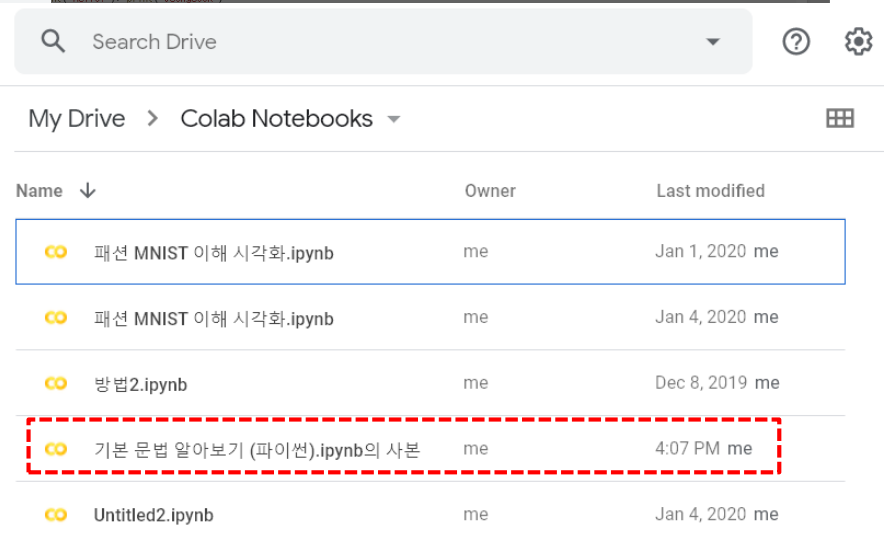 Search Drive
My Drive > Colab Notebooks
Name Owner Last modified
패션 MNIST 이해 시각화.ipynb me Jan 1, 2020 me
패션 MNIST 이해 시각화.ipynb me Jan 4, 2020 me
방법2.ipynb me Dec 8, 2019 me
기본 문법 알아보기 (파이썬).ipynb의 사본 me 4:07 PM me
Untitled2.ipynb me Jan 4, 2020 me